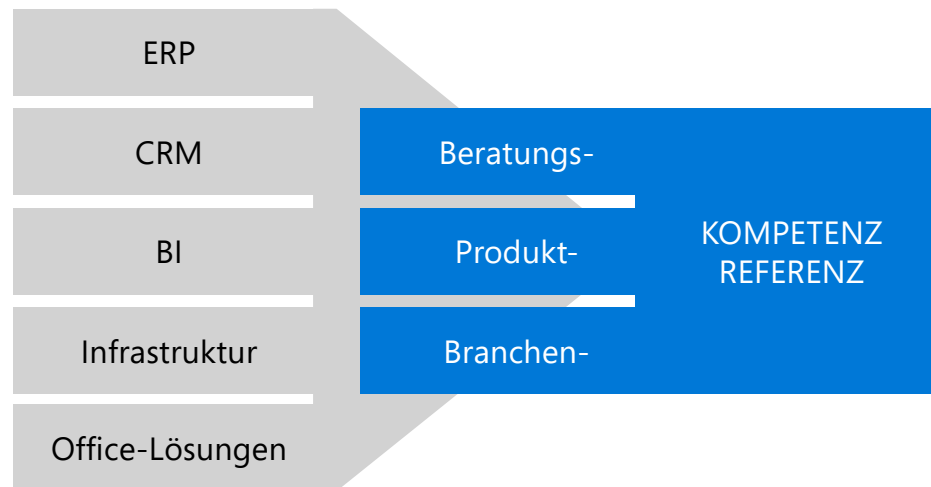 ERP
CRM
BI
Infrastruktur
Office-Lösungen
Beratungs-
Produkt-
Branchen-
KOMPETENZ
REFERENZ